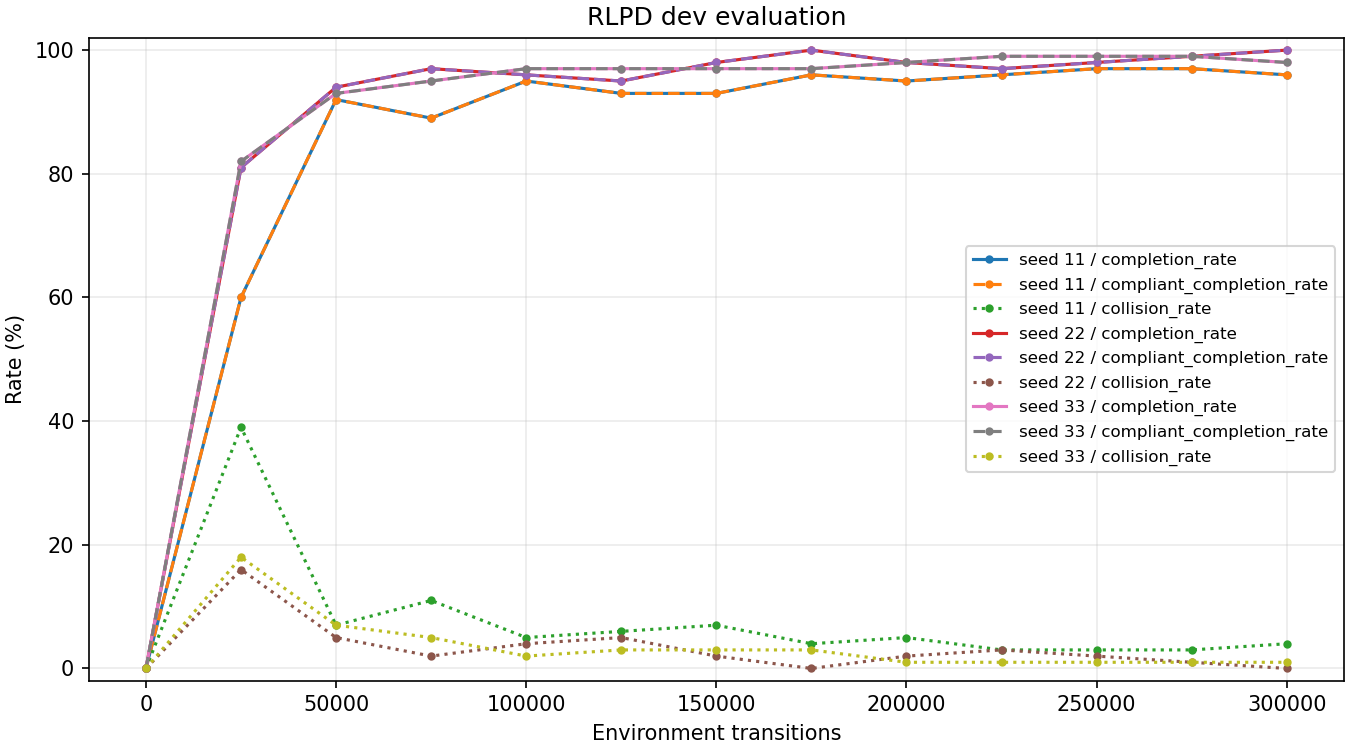 RLPD dev evaluation
100
80
60
40
20
0
Rate (%)
seed 11 / completion_rate
seed 11 / compliant_completion_rate
seed 11 / collision_rate
seed 22 / completion_rate
seed 22 / compliant_completion_rate
seed 22 / collision_rate
seed 33 / completion_rate
seed 33 / compliant_completion_rate
seed 33 / collision_rate
0 50000 100000 150000 200000 250000 300000
Environment transitions